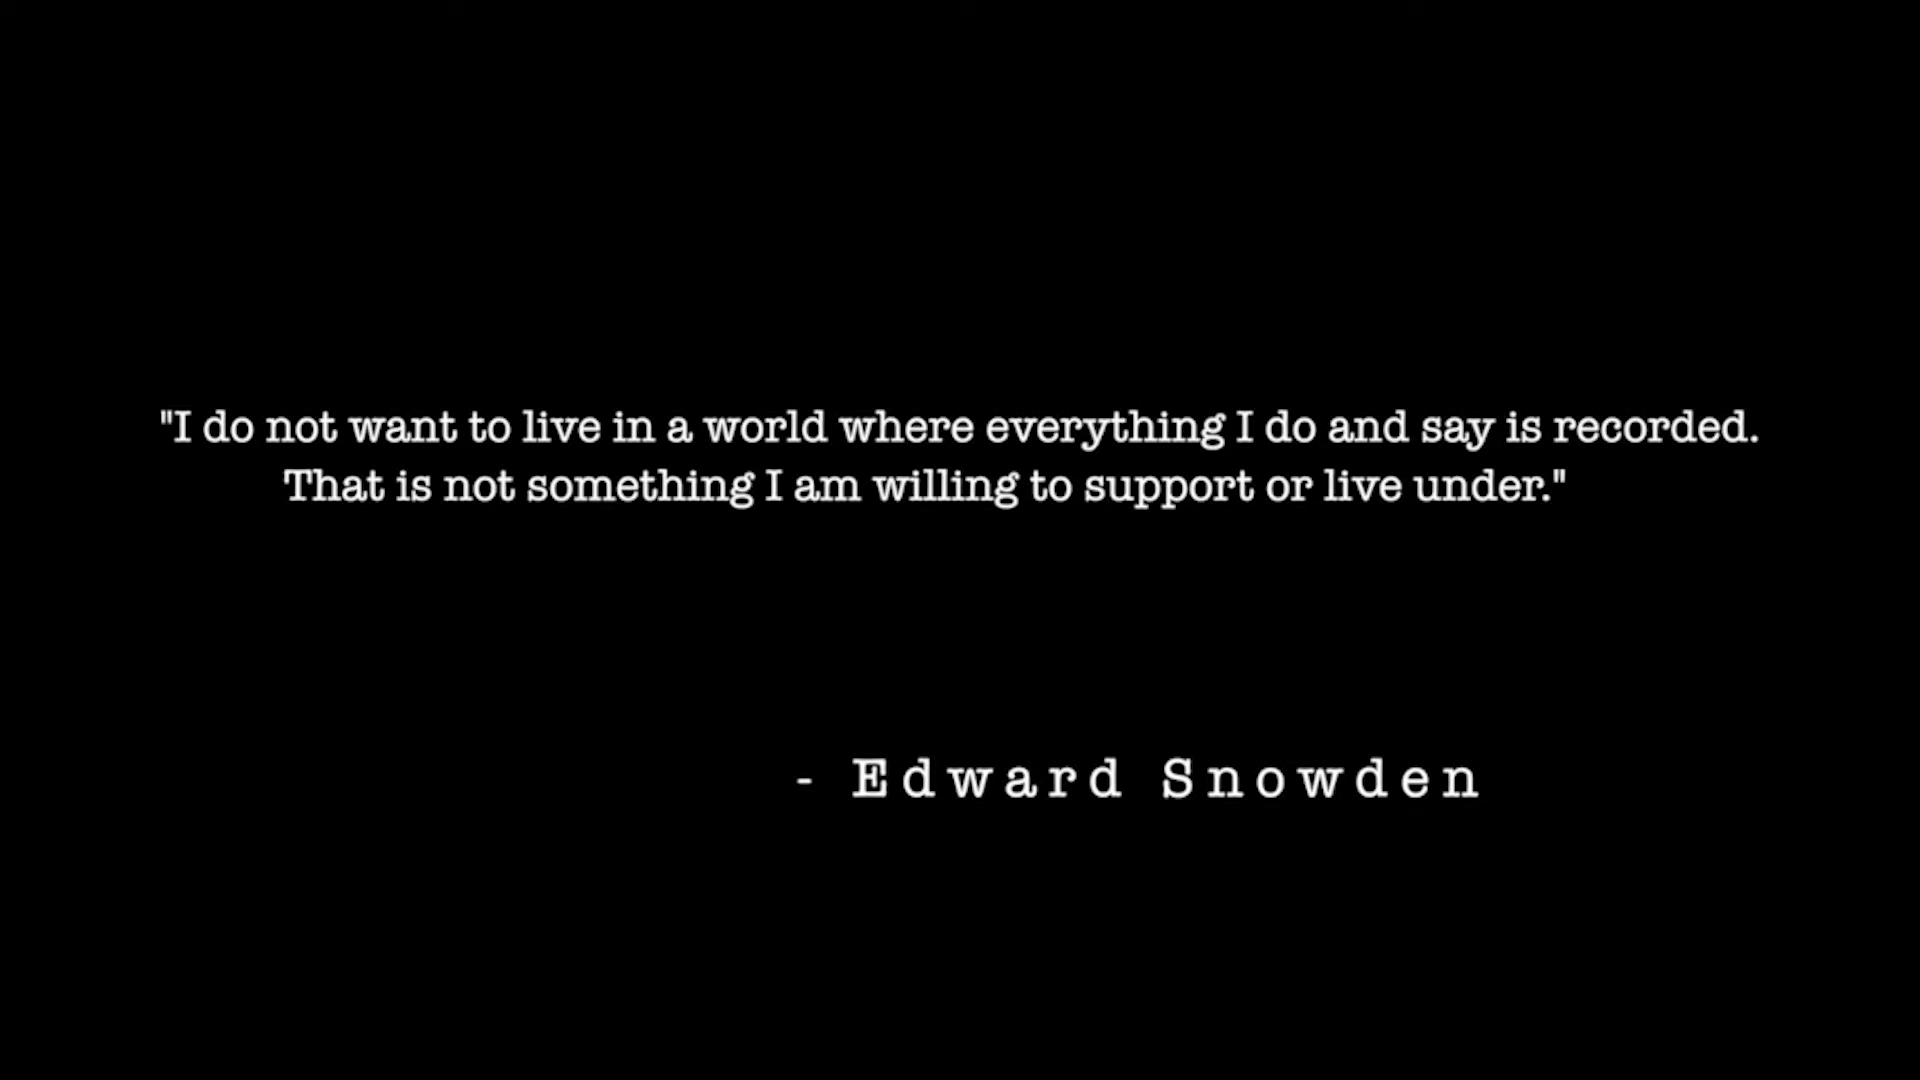 "I do not want to live in a world where everything I do and say is recorded.
That is not something I am willing to support or live under."
- Edward Snowden